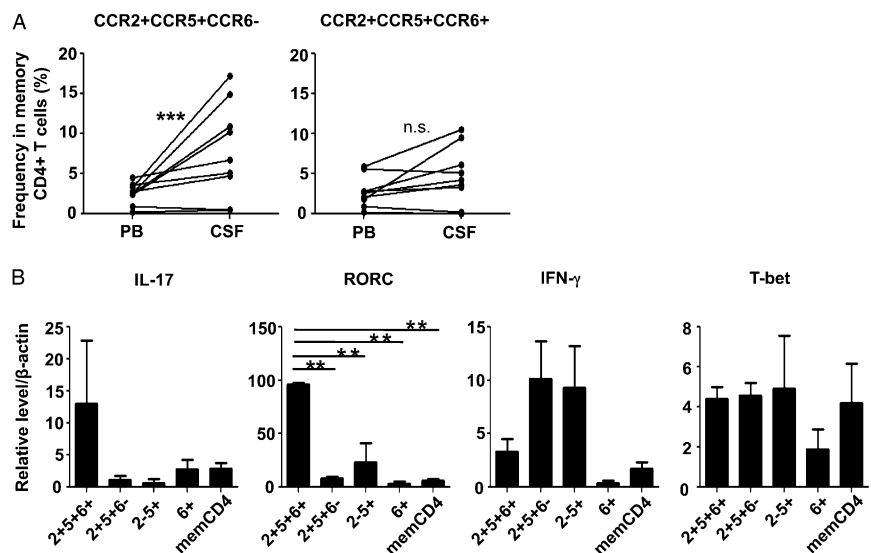 A
CCR2+CCR5+CCR6-
CCR2+CCR5+CCR6+
Frequency in memory
CD4+ T cells (%)
20
15
10
5
0
***
PB
CSF
20
15
10
5
0
n.s.
PB
CSF
B
IL-17
RORC
IFN-γ
T-bet
Relative level/β-actin
25
20
15
10
5
0
2+5+6+
2+5+6-
2-5+
6+
memCD4
150
100
50
0
**
**
**
**
2+5+6+
2+5+6-
2-5+
6+
memCD4
15
10
5
0
2+5+6+
2+5+6-
2-5+
6+
memCD4
8
6
4
2
0
2+5+6+
2+5+6-
2-5+
6+
memCD4